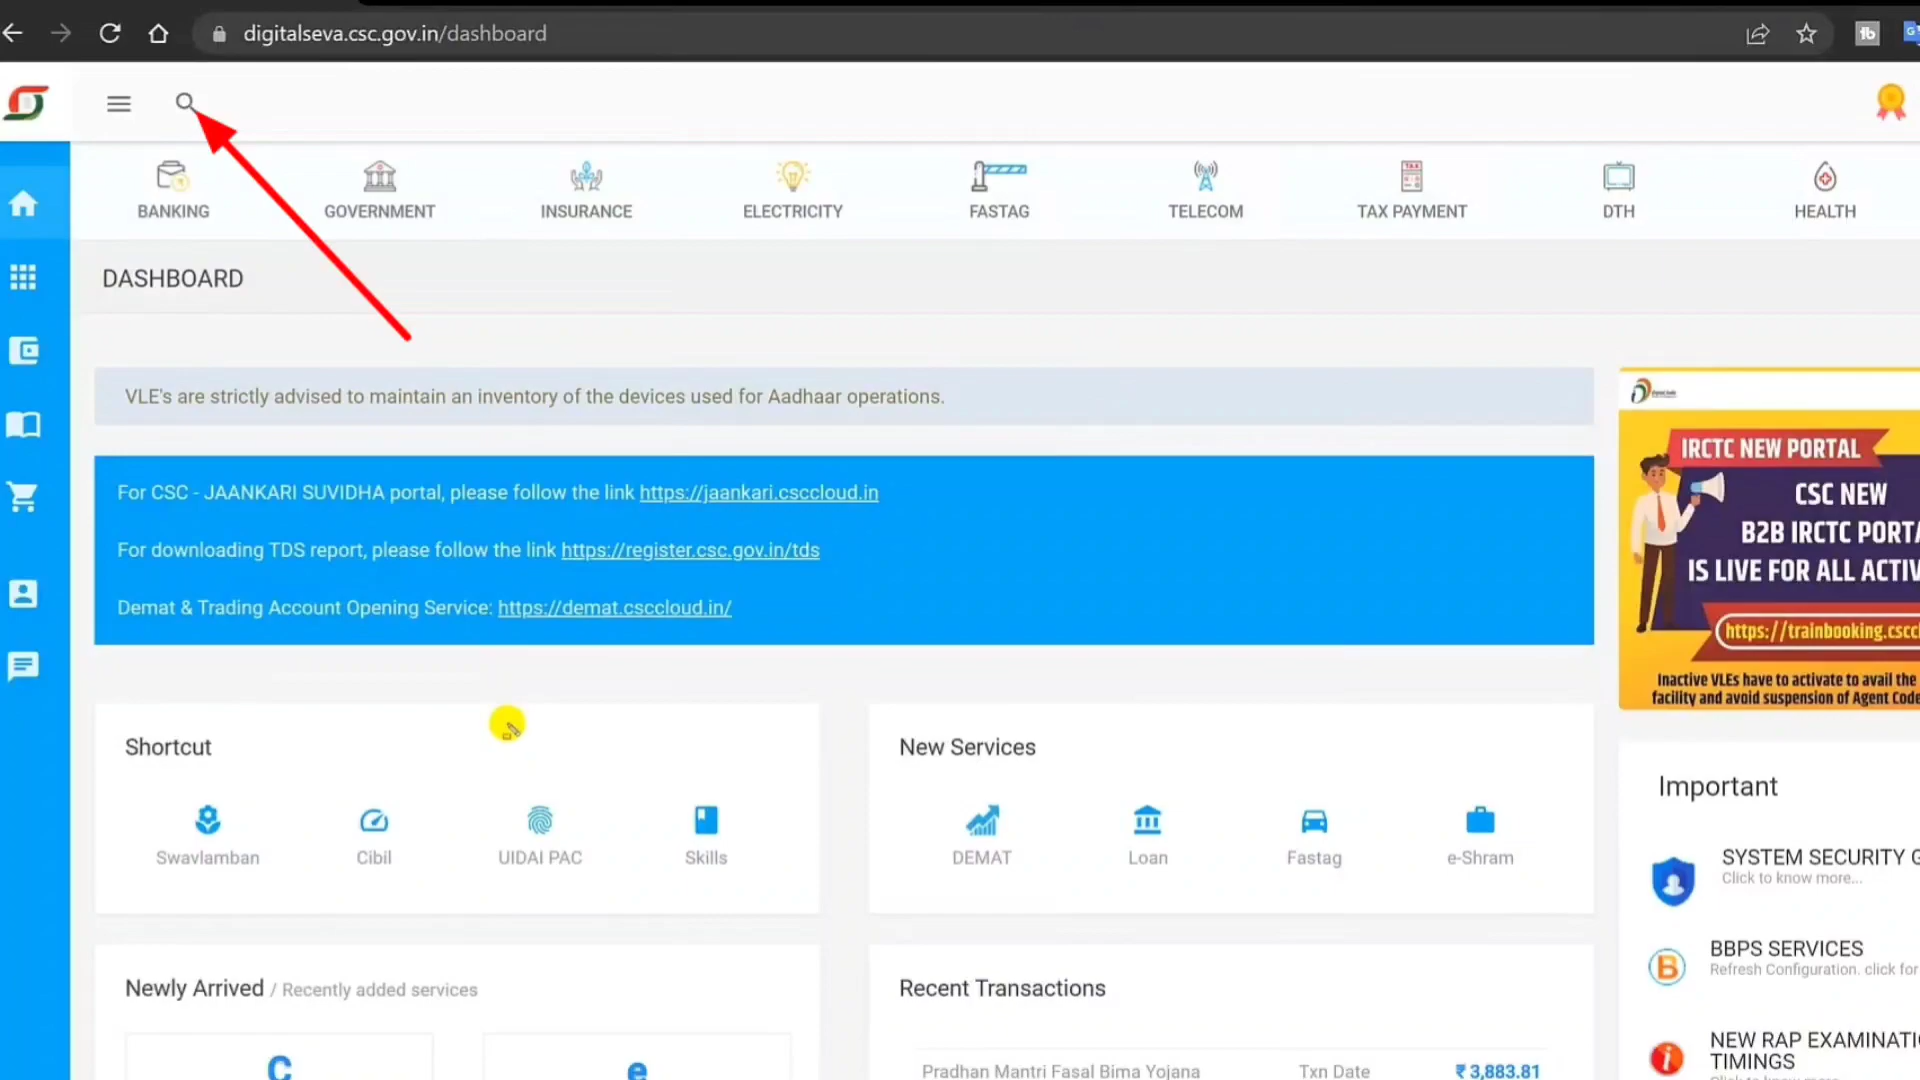 digitalseva.csc.gov.in/dashboard
BANKING
GOVERNMENT
INSURANCE
ELECTRICITY
FASTAG
TELECOM
TAX PAYMENT
DTH
HEALTH
DASHBOARD
VLE's are strictly advised to maintain an inventory of the devices used for Aadhaar operations.
For CSC - JAANKARI SUVIDHA portal, please follow the link https://jaankari.csccloud.in
For downloading TDS report, please follow the link https://register.csc.gov.in/tds
Demat & Trading Account Opening Service: https://demat.csccloud.in/
IRCTC NEW PORTAL
CSC NEW
B2B IRCTC PORTA
IS LIVE FOR ALL ACTIV
https://trainbooking.cscc
Inactive VLEs have to activate to avail the
facility and avoid suspension of Agent Code
Shortcut
Swavlamban
Cibil
UIDAI PAC
Skills
New Services
DEMAT
Loan
Fastag
e-Shram
Important
SYSTEM SECURITY G
Click to know more...
BBPS SERVICES
Refresh Configuration. click for
NEW RAP EXAMINATI
TIMINGS
Newly Arrived / Recently added services
C
e
Recent Transactions
Pradhan Mantri Fasal Bima Yojana
Txn Date
₹ 3,883.81